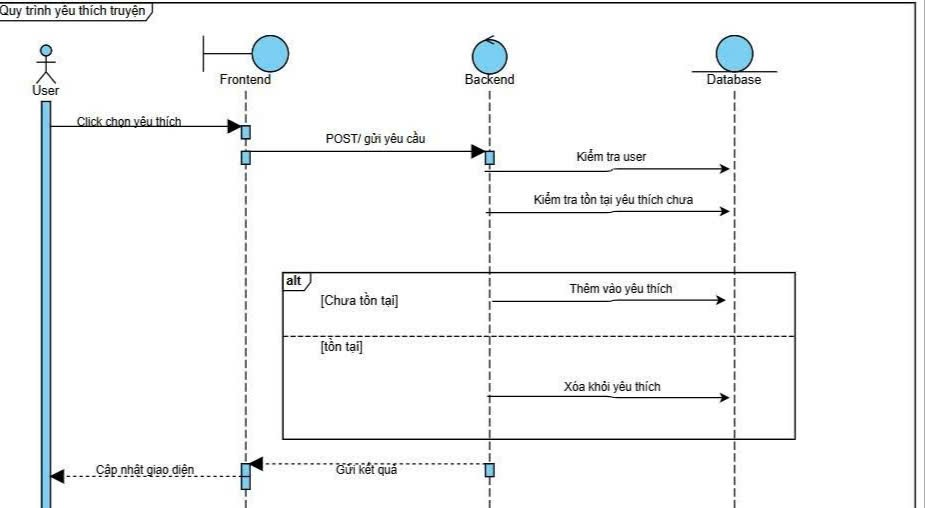 Quy trình yêu thích truyện
User
Frontend
Backend
Database
Click chọn yêu thích
POST/ gửi yêu cầu
Kiểm tra user
Kiểm tra tồn tại yêu thích chưa
alt
[Chưa tồn tại]
Thêm vào yêu thích
[tồn tại]
Xóa khỏi yêu thích
Gửi kết quả
Cập nhật giao diện